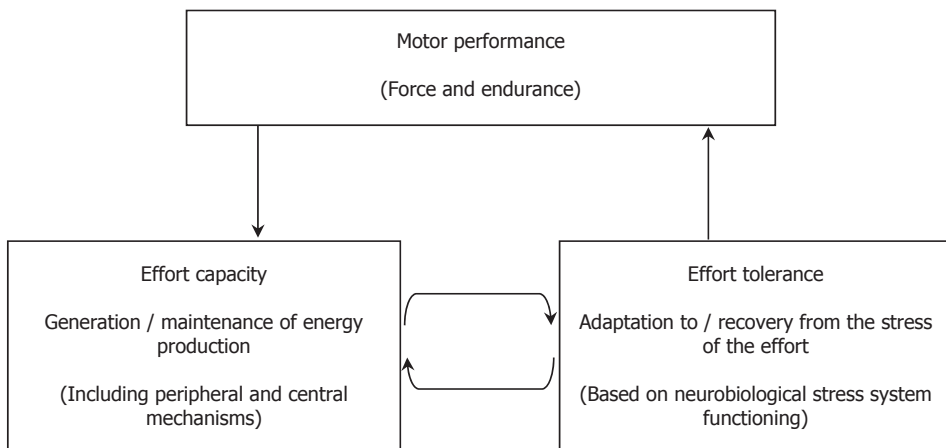 Motor performance
(Force and endurance)
Effort capacity
Generation / maintenance of energy
production
(Including peripheral and central
mechanisms)
Effort tolerance
Adaptation to / recovery from the stress
of the effort
(Based on neurobiological stress system
functioning)